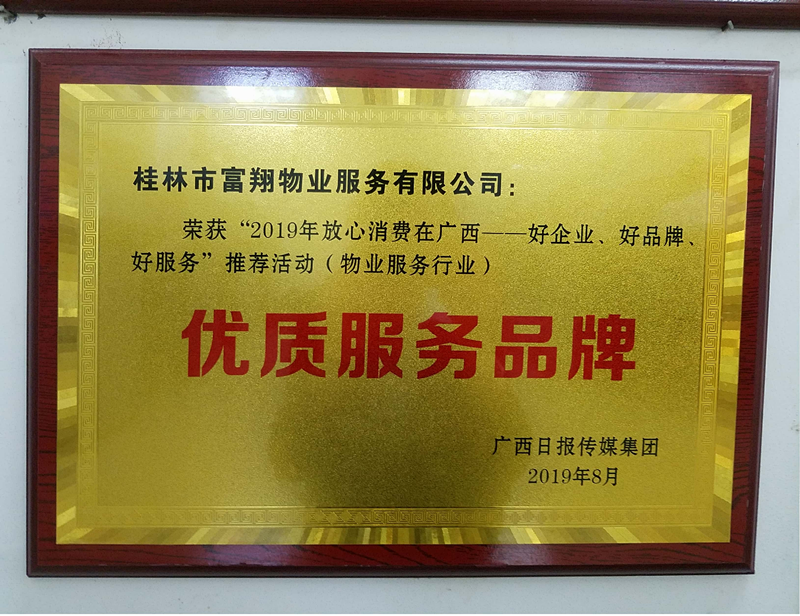 桂林市富翔物业服务有限公司：
荣获“2019年放心消费在广西——好企业、好品牌、
好服务”推荐活动（物业服务行业）
优质服务品牌
广西日报传媒集团
2019年8月